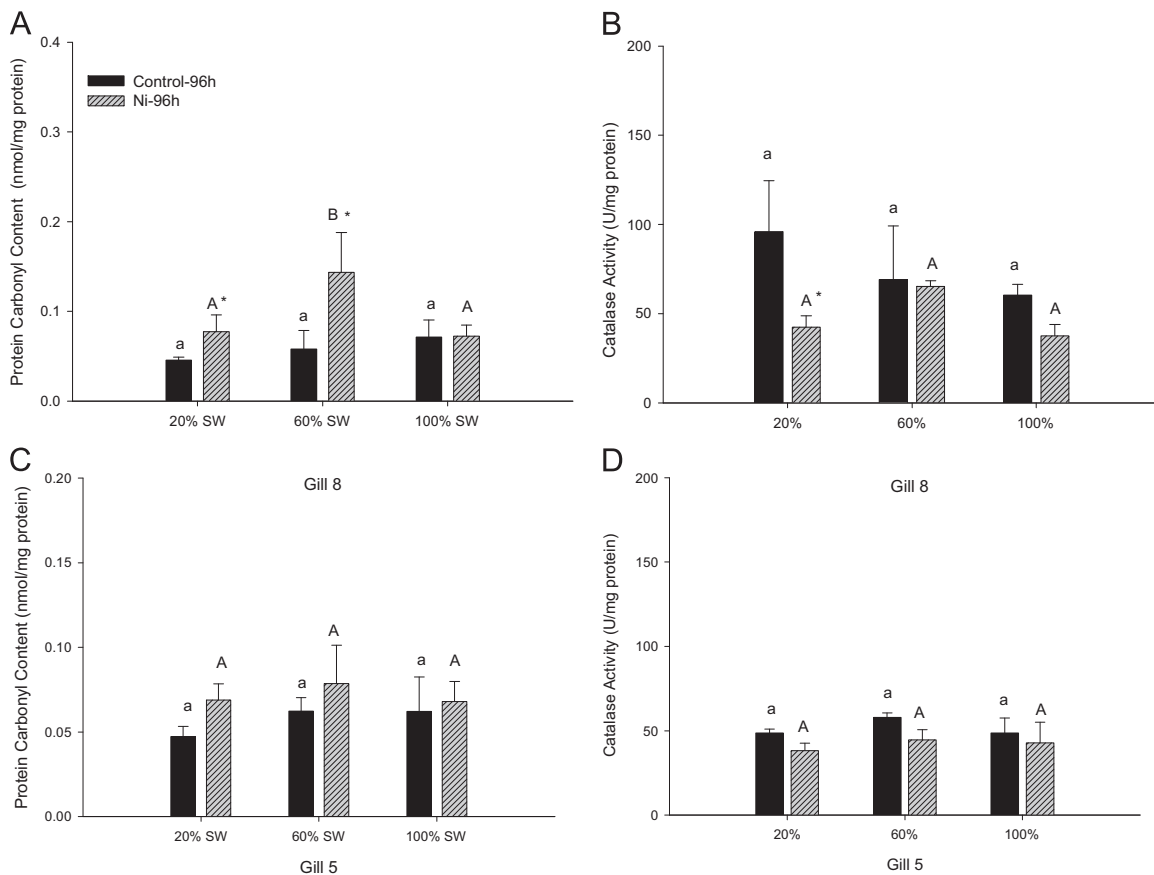 A
Protein Carbonyl Content (nmol/mg protein)
0.4
0.3
0.2
0.1
0.0
Control-96h
Ni-96h
a
A *
a
B *
a
A
20% SW
60% SW
100% SW
Gill 8
B
Catalase Activity (U/mg protein)
200
150
100
50
0
a
A *
a
A
a
A
20%
60%
100%
Gill 8
C
Protein Carbonyl Content (nmol/mg protein)
0.20
0.15
0.10
0.05
0.00
a
A
a
A
a
A
20% SW
60% SW
100% SW
Gill 5
D
Catalase Activity (U/mg protein)
200
150
100
50
0
a
A
a
A
a
A
20%
60%
100%
Gill 5